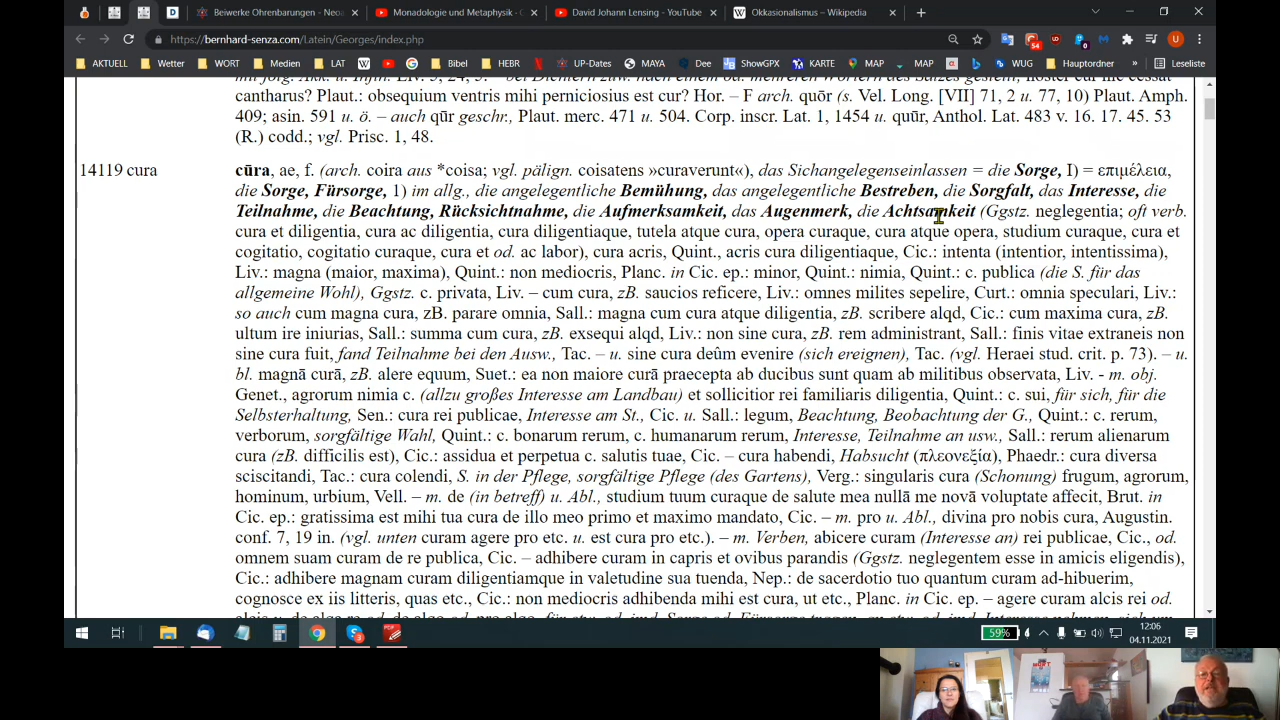 Beiwerke Ohrenbarungen - Neoa
Monadologie und Metaphysik - C
David Johann Lensing - YouTube
Okkasionalismus – Wikipedia
https://bernhard-senza.com/Latein/Georges/index.php
54
0
U
AKTUELL
Wetter
WORT
Medien
LAT
Bibel
HEBR
UP-Dates
MAYA
Dee
ShowGPX
KARTE
MAP
MAP
WUG
Hauptordner
»
Leseliste
cantharus? Plaut.: obsequium ventris mihi perniciosius est cur? Hor. – F arch. quōr (s. Vel. Long. [VII] 71, 2 u. 77, 10) Plaut. Amph.
409; asin. 591 u. ö. – auch qūr geschr., Plaut. merc. 471 u. 504. Corp. inscr. Lat. 1, 1454 u. quūr, Anthol. Lat. 483 v. 16. 17. 45. 53
(R.) codd.; vgl. Prisc. 1, 48.
14119 cura
cūra, ae, f. (arch. coira aus *coisa; vgl. pälign. coisatens »curaverunt«), das Sichangelegenseinlassen = die Sorge, I) = επιμέλεια,
die Sorge, Fürsorge, 1) im allg., die angelegentliche Bemühung, das angelegentliche Bestreben, die Sorgfalt, das Interesse, die
Teilnahme, die Beachtung, Rücksichtnahme, die Aufmerksamkeit, das Augenmerk, die Achtsamkeit (Ggstz. neglegentia; oft verb.
cura et diligentia, cura ac diligentia, cura diligentiaque, tutela atque cura, opera curaque, cura atque opera, studium curaque, cura et
cogitatio, cogitatio curaque, cura et od. ac labor), cura acris, Quint., acris cura diligentiaque, Cic.: intenta (intentior, intentissima),
Liv.: magna (maior, maxima), Quint.: non mediocris, Planc. in Cic. ep.: minor, Quint.: nimia, Quint.: c. publica (die S. für das
allgemeine Wohl), Ggstz. c. privata, Liv. – cum cura, zB. saucios reficere, Liv.: omnes milites sepelire, Curt.: omnia speculari, Liv.:
so auch cum magna cura, zB. parare omnia, Sall.: magna cum cura atque diligentia, zB. scribere alqd, Cic.: cum maxima cura, zB.
ultum ire iniurias, Sall.: summa cum cura, zB. exsequi alqd, Liv.: non sine cura, zB. rem administrant, Sall.: finis vitae extraneis non
sine cura fuit, fand Teilnahme bei den Ausw., Tac. – u. sine cura deûm evenire (sich ereignen), Tac. (vgl. Heraei stud. crit. p. 73). – u.
bl. magnā curā, zB. alere equum, Suet.: ea non maiore curā praecepta ab ducibus sunt quam ab militibus observata, Liv. - m. obj.
Genet., agrorum nimia c. (allzu großes Interesse am Landbau) et sollicitior rei familiaris diligentia, Quint.: c. sui, für sich, für die
Selbsterhaltung, Sen.: cura rei publicae, Interesse am St., Cic. u. Sall.: legum, Beachtung, Beobachtung der G., Quint.: c. rerum,
verborum, sorgfältige Wahl, Quint.: c. bonarum rerum, c. humanarum rerum, Interesse, Teilnahme an usw., Sall.: rerum alienarum
cura (zB. difficilis est), Cic.: assidua et perpetua c. salutis tuae, Cic. – cura habendi, Habsucht (πλεονεξία), Phaedr.: cura diversa
sciscitandi, Tac.: cura colendi, S. in der Pflege, sorgfältige Pflege (des Gartens), Verg.: singularis cura (Schonung) frugum, agrorum,
hominum, urbium, Vell. – m. de (in betreff) u. Abl., studium tuum curaque de salute mea nullā me novā voluptate affecit, Brut. in
Cic. ep.: gratissima est mihi tua cura de illo meo primo et maximo mandato, Cic. – m. pro u. Abl., divina pro nobis cura, Augustin.
conf. 7, 19 in. (vgl. unten curam agere pro etc. u. est cura pro etc.). – m. Verben, abicere curam (Interesse an) rei publicae, Cic., od.
omnem suam curam de re publica, Cic. – adhibere curam in capris et ovibus parandis (Ggstz. neglegentem esse in amicis eligendis),
Cic.: adhibere magnam curam diligentiamque in valetudine sua tuenda, Nep.: de sacerdotio tuo quantum curam ad-hibuerim,
cognosce ex iis litteris, quas etc., Cic.: non mediocris adhibenda mihi est cura, ut etc., Planc. in Cic. ep. – agere curam alcis rei od.
59%
12:06
04.11.2021